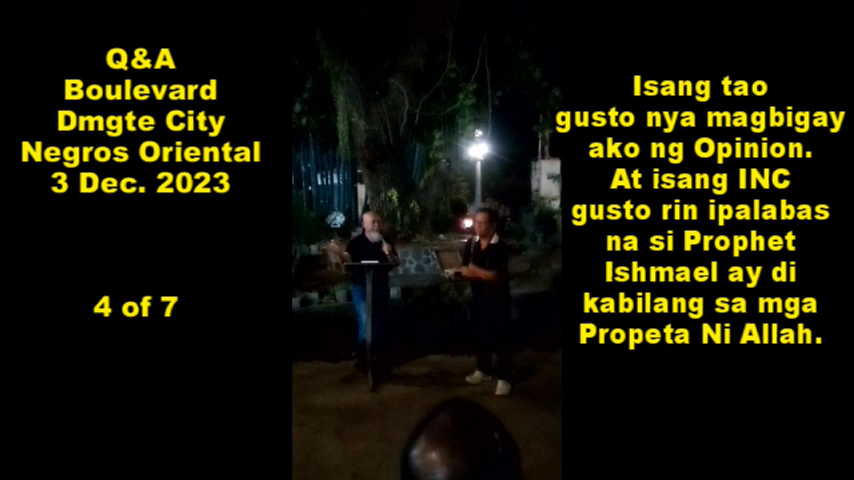 Q&A
Boulevard
Dmgte City
Negros Oriental
3 Dec. 2023
4 of 7
Isang tao
gusto nya magbigay
ako ng Opinion.
At isang INC
gusto rin ipalabas
na si Prophet
Ishmael ay di
kabilang sa mga
Propeta Ni Allah.